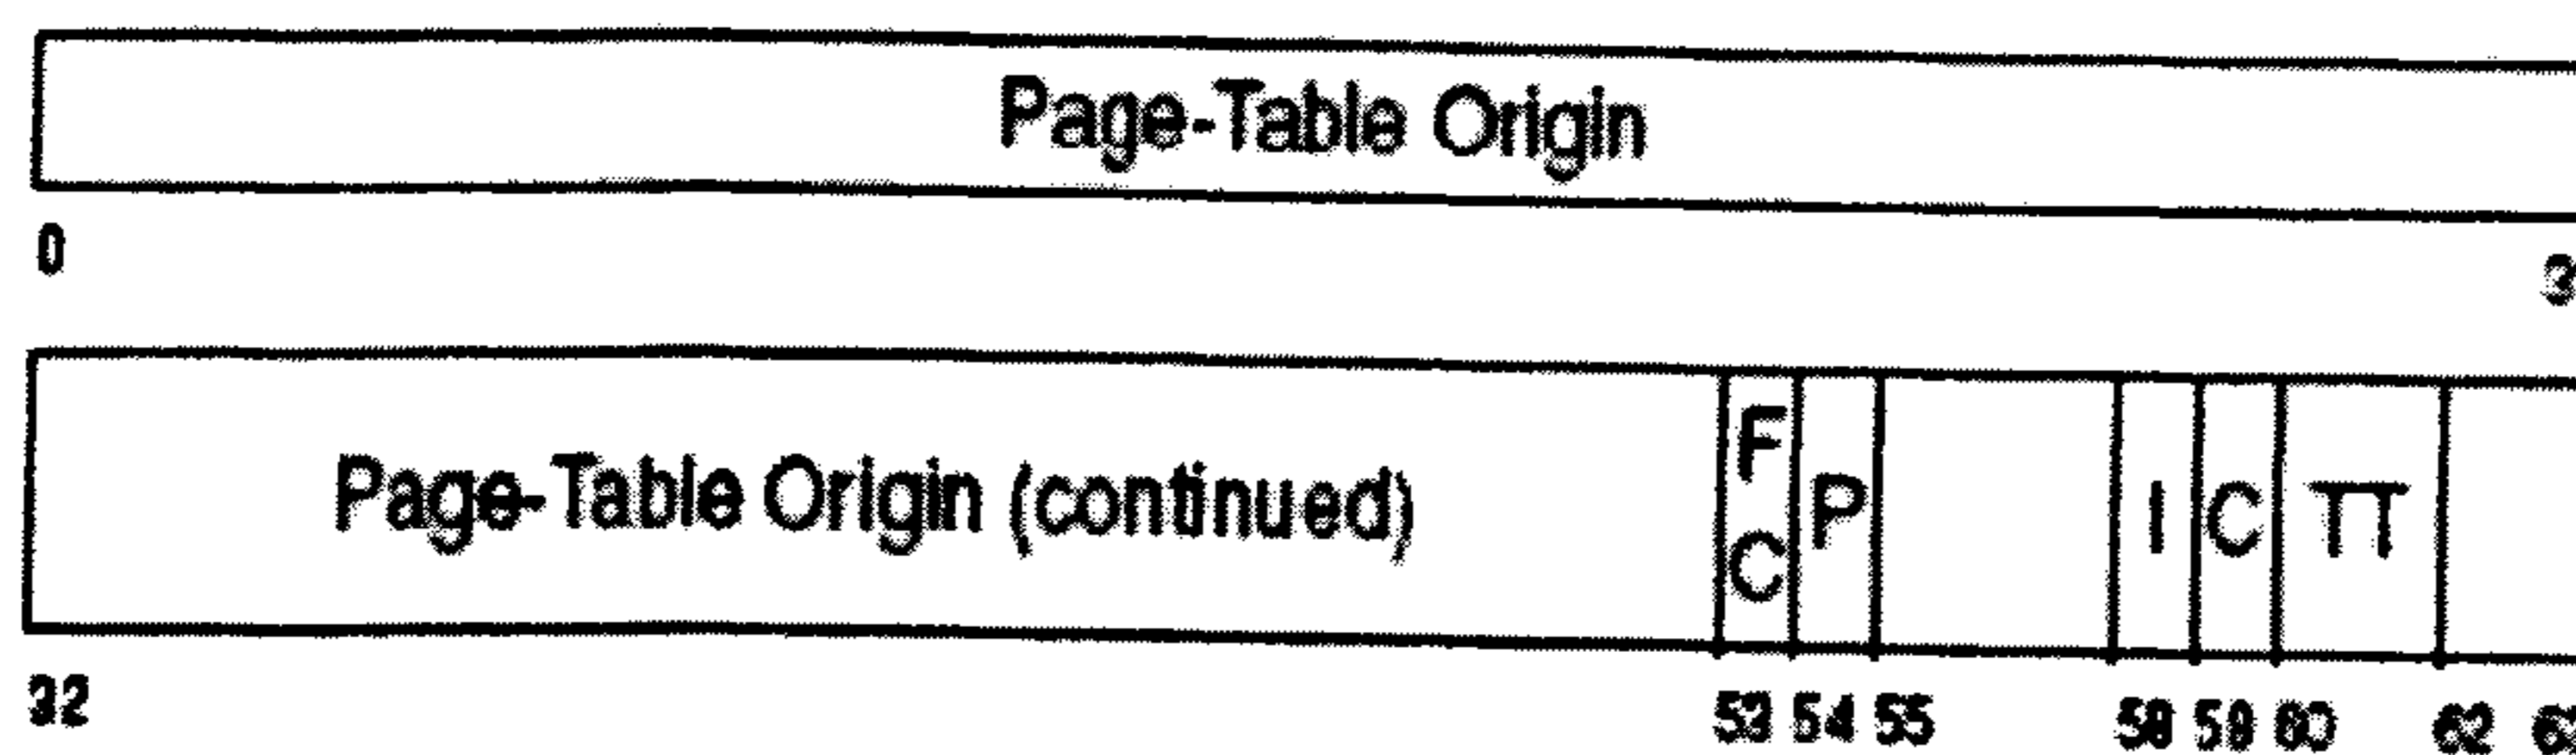 Page-Table Origin
0
Page-Table Origin (continued)
F
C
P
I
C
TT
32
53 54 55
58 59 60
62